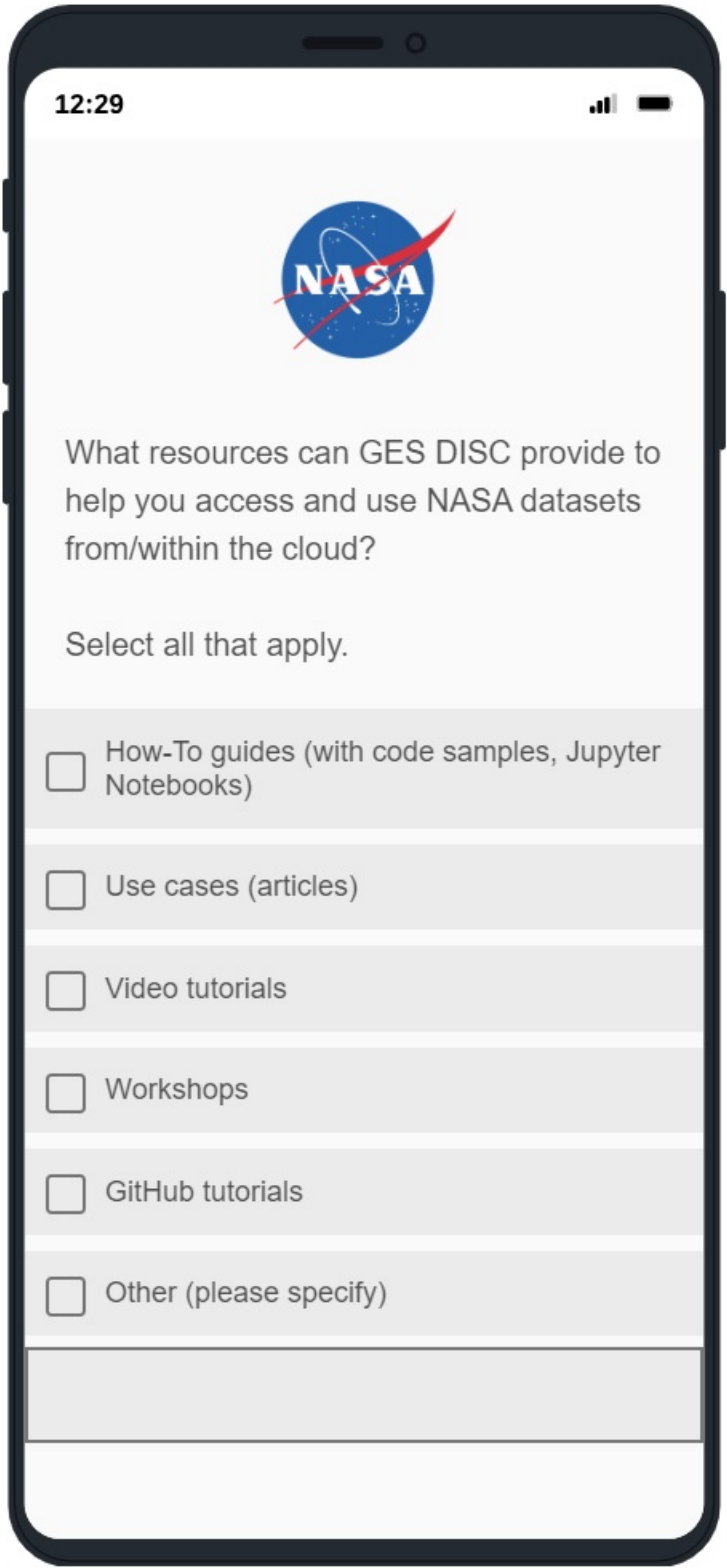 12:29
NASA
What resources can GES DISC provide to
help you access and use NASA datasets
from/within the cloud?
Select all that apply.
How-To guides (with code samples, Jupyter
Notebooks)
Use cases (articles)
Video tutorials
Workshops
GitHub tutorials
Other (please specify)